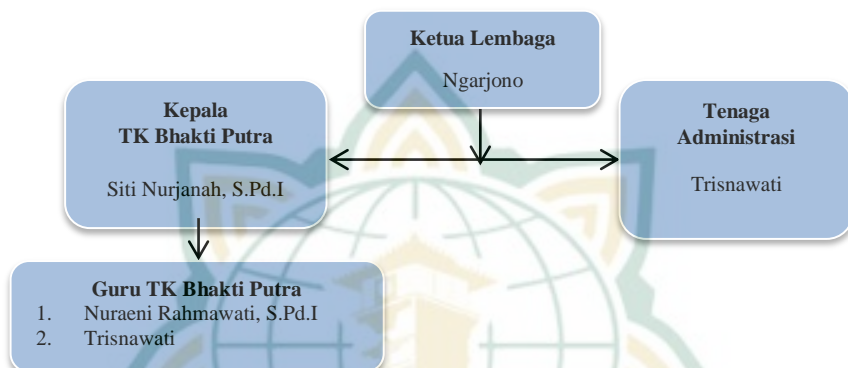 Ketua Lembaga
Ngarjono
Kepala
TK Bhakti Putra
Siti Nurjanah, S.Pd.I
Tenaga
Administrasi
Trisnawati
Guru TK Bhakti Putra
1. Nuraeni Rahmawati, S.Pd.I
2. Trisnawati